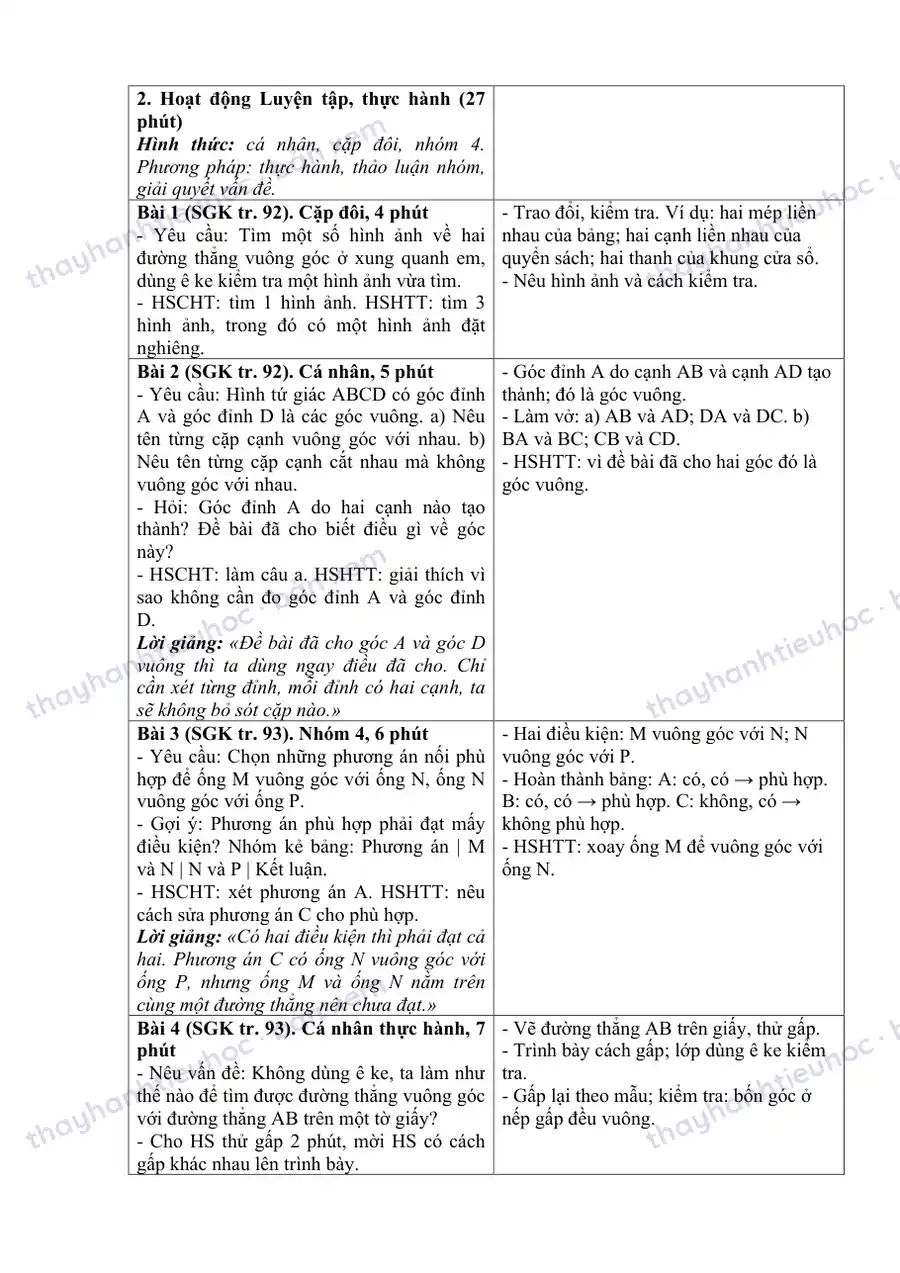 2. Hoạt động Luyện tập, thực hành (27
phút)
Hình thức: cá nhân, cặp đôi, nhóm 4.
Phương pháp: thực hành, thảo luận nhóm,
giải quyết vấn đề.
Bài 1 (SGK tr. 92). Cặp đôi, 4 phút
- Yêu cầu: Tìm một số hình ảnh về hai
đường thẳng vuông góc ở xung quanh em,
dùng ê ke kiểm tra một hình ảnh vừa tìm.
- HSCHT: tìm 1 hình ảnh. HSHTT: tìm 3
hình ảnh, trong đó có một hình ảnh đặt
nghiêng.
- Trao đổi, kiểm tra. Ví dụ: hai mép liền
nhau của bảng; hai cạnh liền nhau của
quyển sách; hai thanh của khung cửa sổ.
- Nêu hình ảnh và cách kiểm tra.
Bài 2 (SGK tr. 92). Cá nhân, 5 phút
- Yêu cầu: Hình tứ giác ABCD có góc đỉnh
A và góc đỉnh D là các góc vuông. a) Nêu
tên từng cặp cạnh vuông góc với nhau. b)
Nêu tên từng cặp cạnh cắt nhau mà không
vuông góc với nhau.
- Hỏi: Góc đỉnh A do hai cạnh nào tạo
thành? Đề bài đã cho biết điều gì về góc
này?
- HSCHT: làm câu a. HSHTT: giải thích vì
sao không cần đo góc đỉnh A và góc đỉnh
D.
Lời giảng: «Đề bài đã cho góc A và góc D
vuông thì ta dùng ngay điều đã cho. Chỉ
cần xét từng đỉnh, mỗi đỉnh có hai cạnh, ta
sẽ không bỏ sót cặp nào.»
- Góc đỉnh A do cạnh AB và cạnh AD tạo
thành; đó là góc vuông.
- Làm vở: a) AB và AD; DA và DC. b)
BA và BC; CB và CD.
- HSHTT: vì đề bài đã cho hai góc đó là
góc vuông.
Bài 3 (SGK tr. 93). Nhóm 4, 6 phút
- Yêu cầu: Chọn những phương án nối phù
hợp để ống M vuông góc với ống N, ống N
vuông góc với ống P.
- Gợi ý: Phương án phù hợp phải đạt mấy
điều kiện? Nhóm kẻ bảng: Phương án | M
và N | N và P | Kết luận.
- HSCHT: xét phương án A. HSHTT: nêu
cách sửa phương án C cho phù hợp.
Lời giảng: «Có hai điều kiện thì phải đạt cả
hai. Phương án C có ống N vuông góc với
ống P, nhưng ống M và ống N nằm trên
cùng một đường thẳng nên chưa đạt.»
- Hai điều kiện: M vuông góc với N; N
vuông góc với P.
- Hoàn thành bảng: A: có, có → phù hợp.
B: có, có → phù hợp. C: không, có →
không phù hợp.
- HSHTT: xoay ống M để vuông góc với
ống N.
Bài 4 (SGK tr. 93). Cá nhân thực hành, 7
phút
- Nêu vấn đề: Không dùng ê ke, ta làm như
thế nào để tìm được đường thẳng vuông góc
với đường thẳng AB trên một tờ giấy?
- Cho HS thử gấp 2 phút, mời HS có cách
gấp khác nhau lên trình bày.
- Vẽ đường thẳng AB trên giấy, thử gấp.
- Trình bày cách gấp; lớp dùng ê ke kiểm
tra.
- Gấp lại theo mẫu; kiểm tra: bốn góc ở
nếp gấp đều vuông.
thayhanhtieuhoc · bản xem
thayhanhtieuhoc · b
thayhanhtieuhoc · bản xem
thayhanhtieuhoc · b
thayhanhtieuhoc · bản xem
thayhanhtieuhoc · b